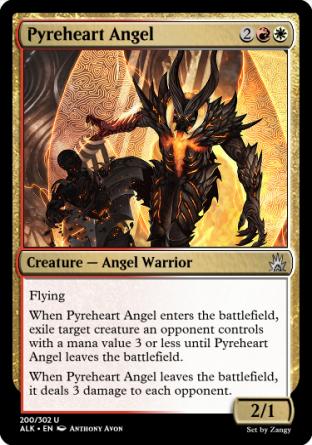 Pyreheart Angel 2
Creature — Angel Warrior
Flying
When Pyreheart Angel enters the battlefield,
exile target creature an opponent controls
with a mana value 3 or less until Pyreheart
Angel leaves the battlefield.
When Pyreheart Angel leaves the battlefield,
it deals 3 damage to each opponent.
2/1
200/302 U
ALK • EN Anthony Avon
Set by Zangy